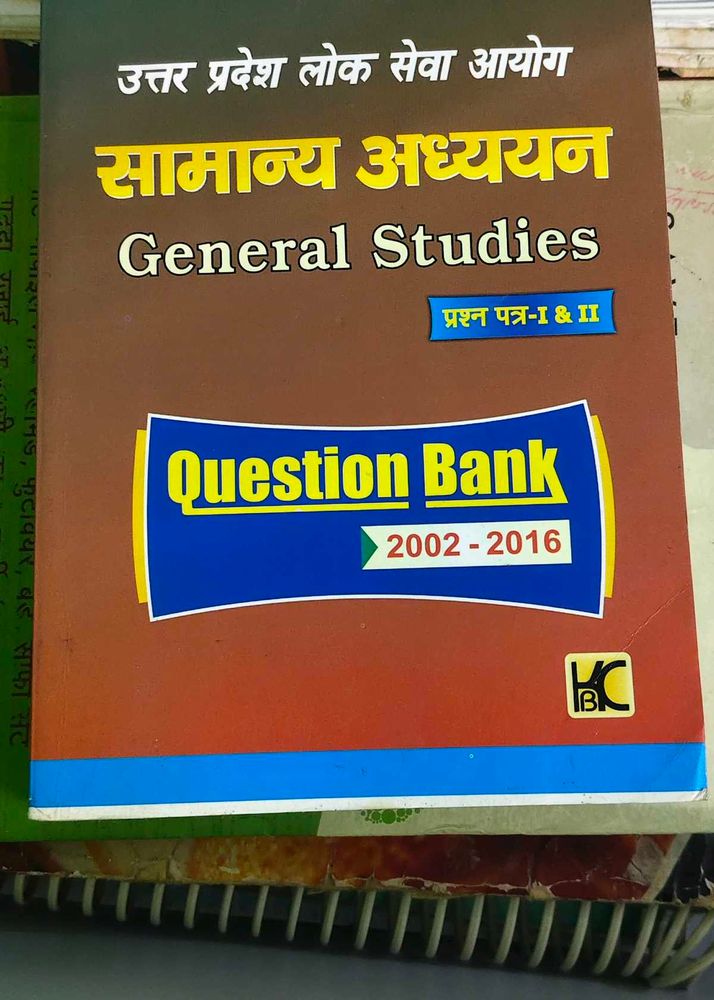 उत्तर प्रदेश लोक सेवा आयोग
सामान्य अध्ययन
General Studies
प्रश्न पत्र-I & II
Question Bank
2002 - 2016
KBC